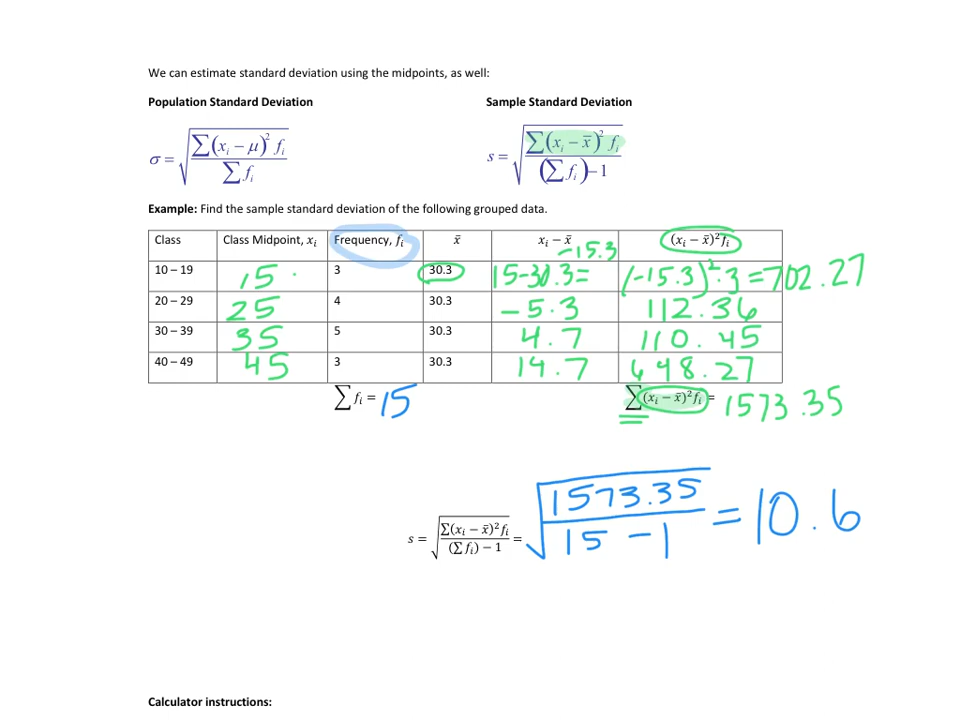 We can estimate standard deviation using the midpoints, as well:
Population Standard Deviation Sample Standard Deviation
σ = √(∑(xᵢ − μ)² fᵢ / ∑fᵢ) s = √(∑(xᵢ − x̄)² fᵢ / (∑fᵢ)−1)
Example: Find the sample standard deviation of the following grouped data.
Class Class Midpoint, xᵢ Frequency, fᵢ x̄ xᵢ − x̄ (xᵢ − x̄)²fᵢ
10 – 19 15 3 30.3 15-30.3= -15.3 (-15.3)²·3 = 702.27
20 – 29 25 4 30.3 -5.3 112.36
30 – 39 35 5 30.3 4.7 110.45
40 – 49 45 3 30.3 14.7 648.27
∑fᵢ = 15 ∑(xᵢ − x̄)²fᵢ = 1573.35
s = √(∑(xᵢ − x̄)²fᵢ / (∑fᵢ) − 1) = √(1573.35 / 15 - 1) = 10.6
Calculator instructions: